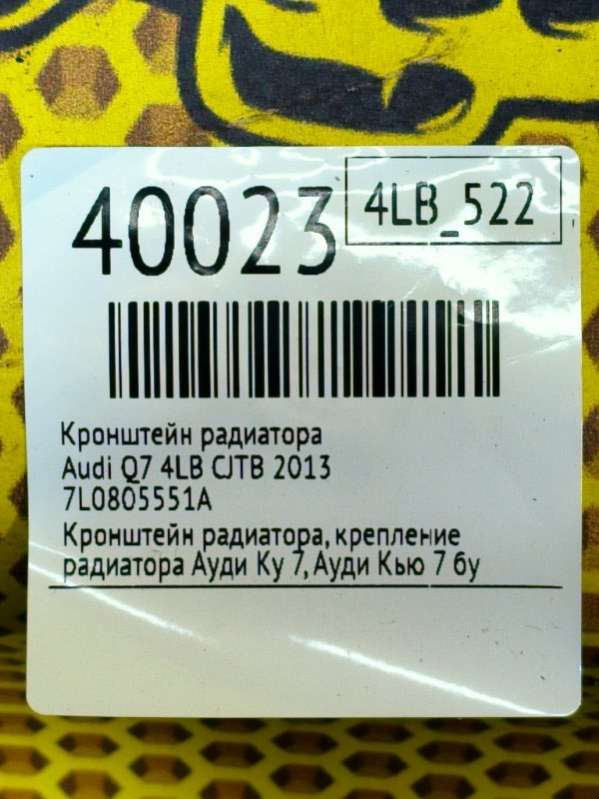 40023
4LB_522
Кронштейн радиатора
Audi Q7 4LB CJTB 2013
7L0805551A
Кронштейн радиатора, крепление
радиатора Ауди Ку 7, Ауди Кью 7 бу